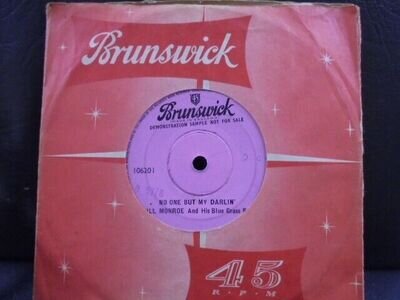 Brunswick
Brunswick
DEMONSTRATION SAMPLE NOT FOR SALE
106201
NO ONE BUT MY DARLIN'
MONROE And His Blue Grass
45
R·P·M